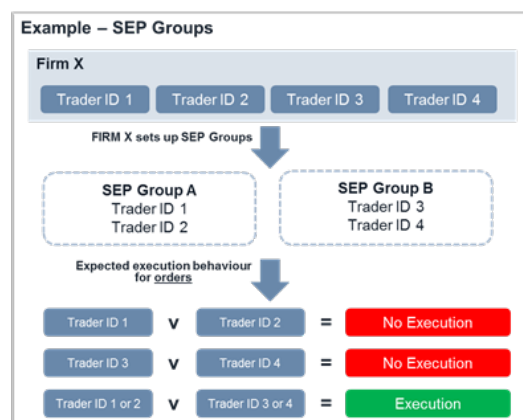 Example – SEP Groups
Firm X
Trader ID 1 Trader ID 2 Trader ID 3 Trader ID 4
FIRM X sets up SEP Groups
SEP Group A
Trader ID 1
Trader ID 2
SEP Group B
Trader ID 3
Trader ID 4
Expected execution behaviour
for orders
Trader ID 1 v Trader ID 2 = No Execution
Trader ID 3 v Trader ID 4 = No Execution
Trader ID 1 or 2 v Trader ID 3 or 4 = Execution